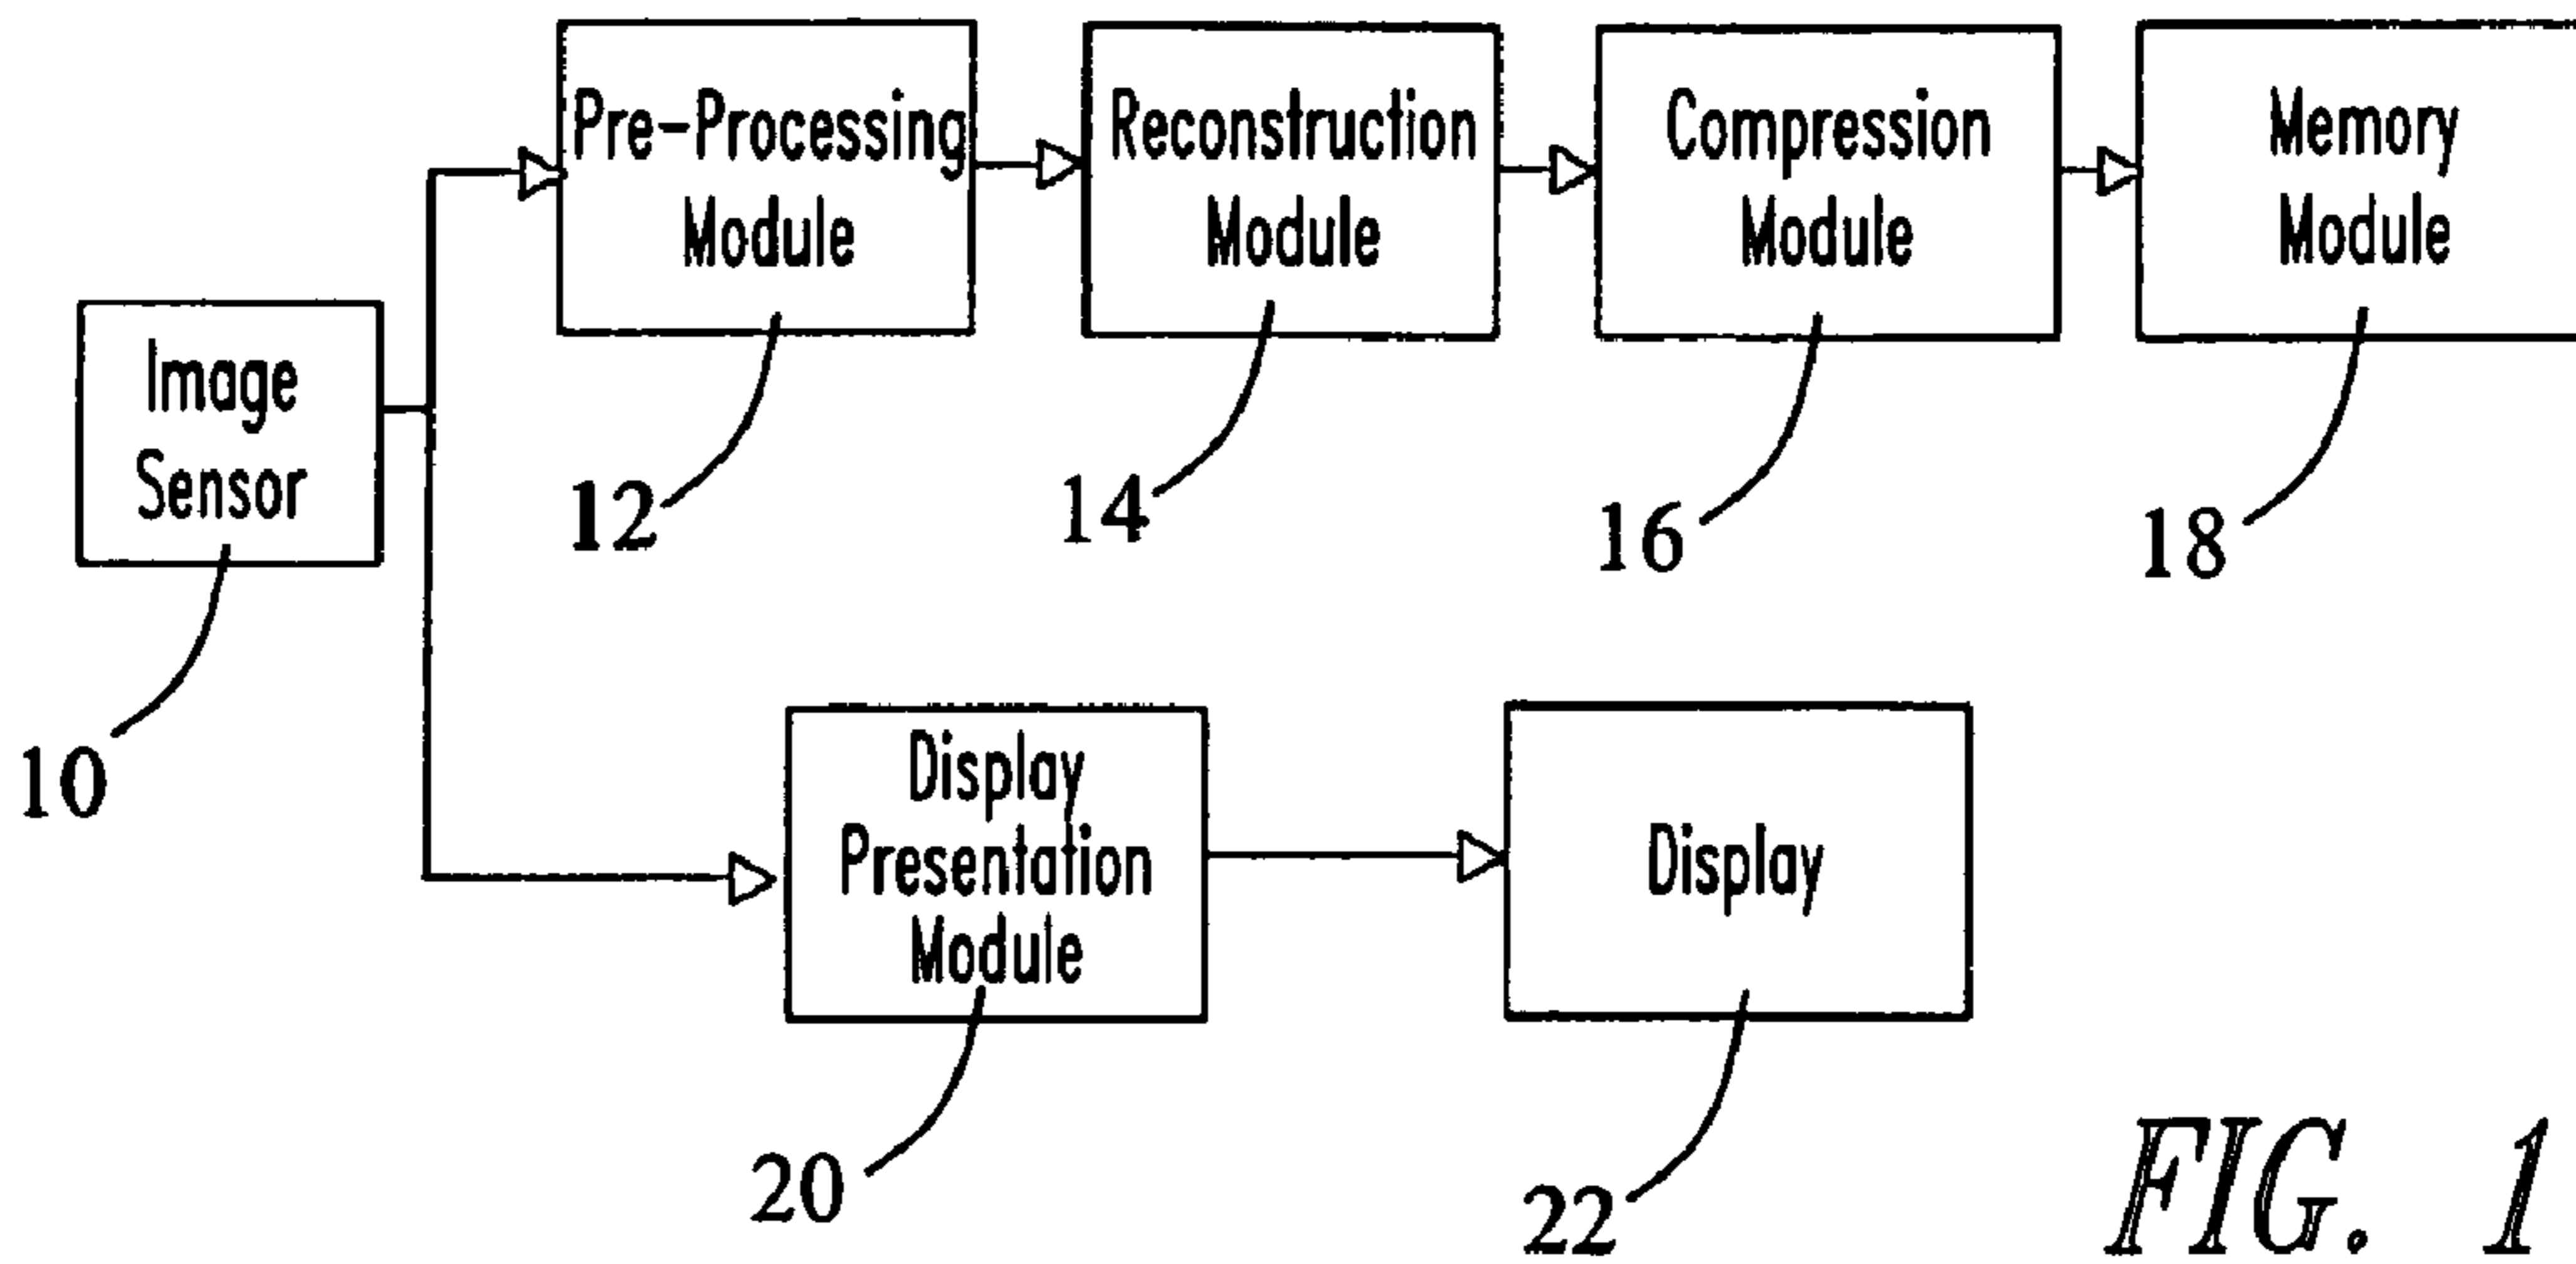 Pre-Processing
Module
Reconstruction
Module
Compression
Module
Memory
Module
Image
Sensor
12
14
16
18
10
Display
Presentation
Module
Display
20
22
FIG. 1